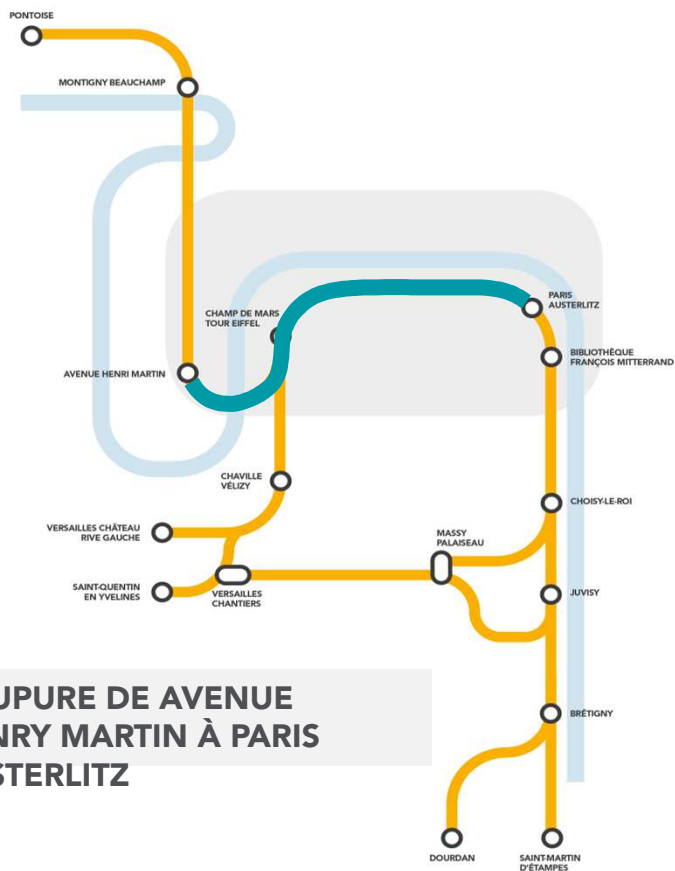 PONTOISE
MONTIGNY BEAUCHAMP
CHAMP DE MARS
TOUR EIFFEL
PARIS
AUSTERLITZ
BIBLIOTHÈQUE
FRANÇOIS MITTERRAND
AVENUE HENRI MARTIN
CHAVILLE
VÉLIZY
CHOISY-LE-ROI
VERSAILLES CHÂTEAU
RIVE GAUCHE
MASSY
PALAISEAU
SAINT-QUENTIN
EN YVELINES
VERSAILLES
CHANTIERS
JUVISY
UPURE DE AVENUE
NRY MARTIN À PARIS
STERLITZ
BRÉTIGNY
DOURDAN
SAINT-MARTIN
D'ÉTAMPES